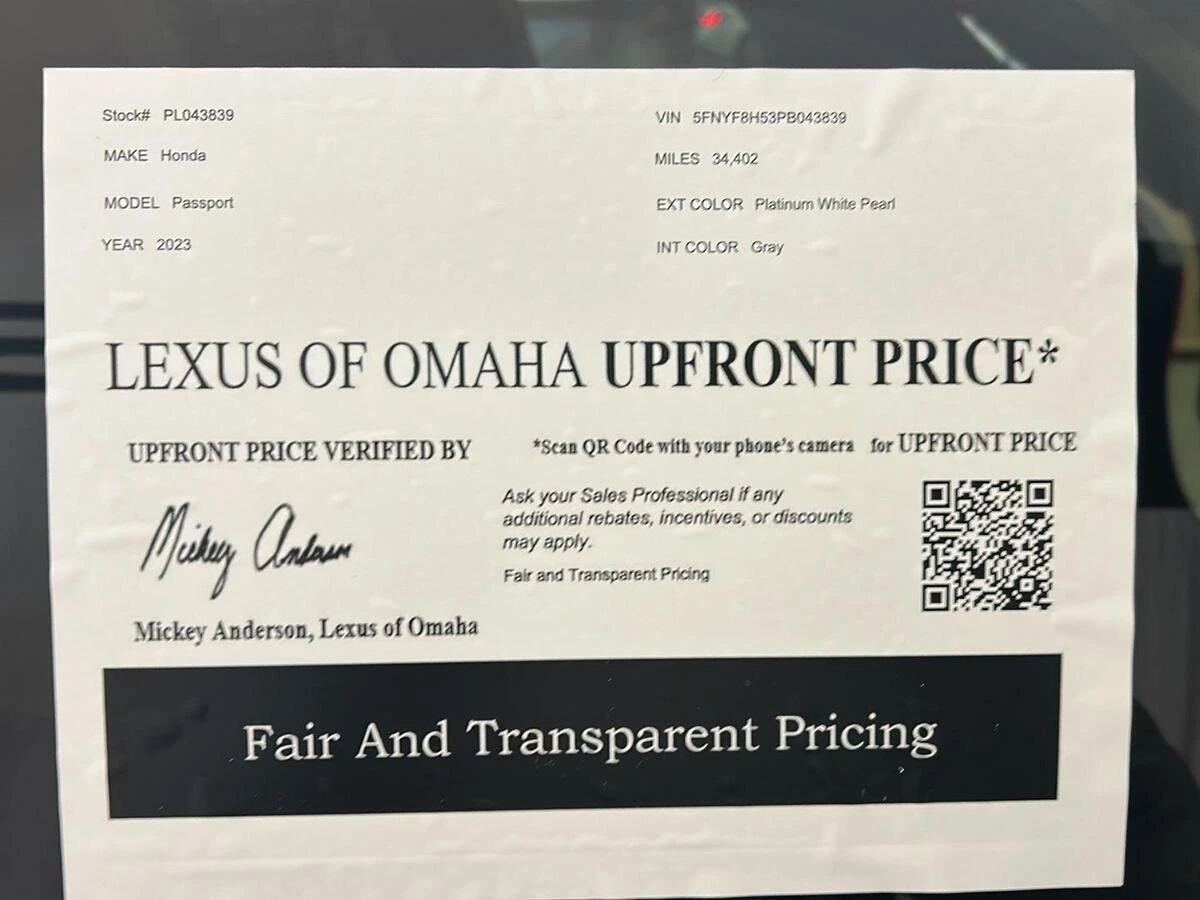 Stock# PL043839
VIN 5FNYF8H53PB043839
MAKE Honda
MILES 34,402
MODEL Passport
EXT COLOR Platinum White Pearl
YEAR 2023
INT COLOR Gray
LEXUS OF OMAHA UPFRONT PRICE*
UPFRONT PRICE VERIFIED BY
*Scan QR Code with your phone's camera for UPFRONT PRICE
Mickey Anderson
Ask your Sales Professional if any
additional rebates, incentives, or discounts
may apply.
Fair and Transparent Pricing
Mickey Anderson, Lexus of Omaha
Fair And Transparent Pricing